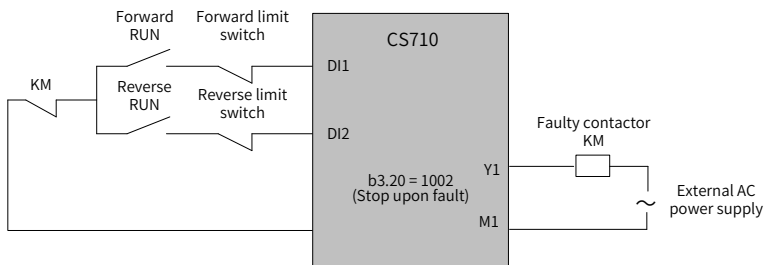 Forward
RUN
Forward limit
switch
CS710
KM
DI1
Reverse
RUN
Reverse limit
switch
DI2
Faulty contactor
KM
b3.20 = 1002
(Stop upon fault)
Y1
External AC
power supply
M1